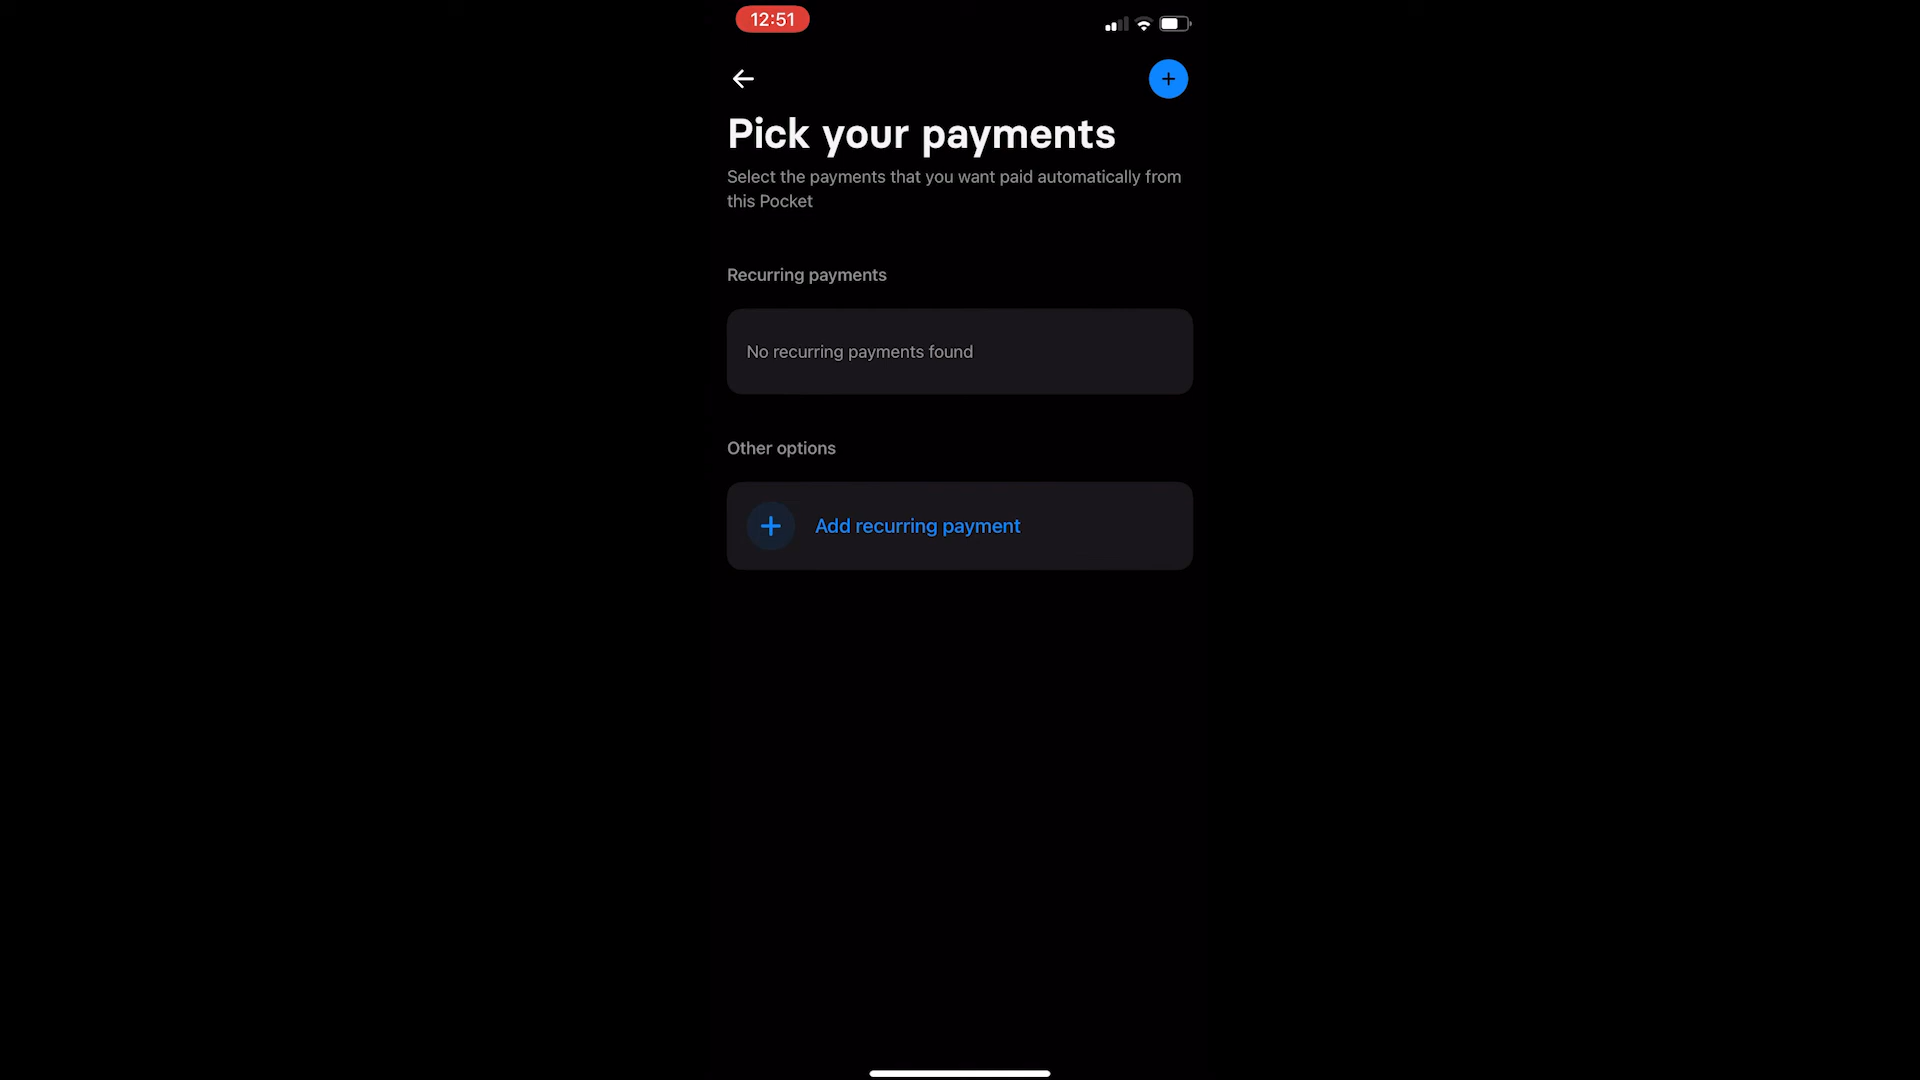 12:51
Pick your payments
Select the payments that you want paid automatically from
this Pocket
Recurring payments
No recurring payments found
Other options
Add recurring payment